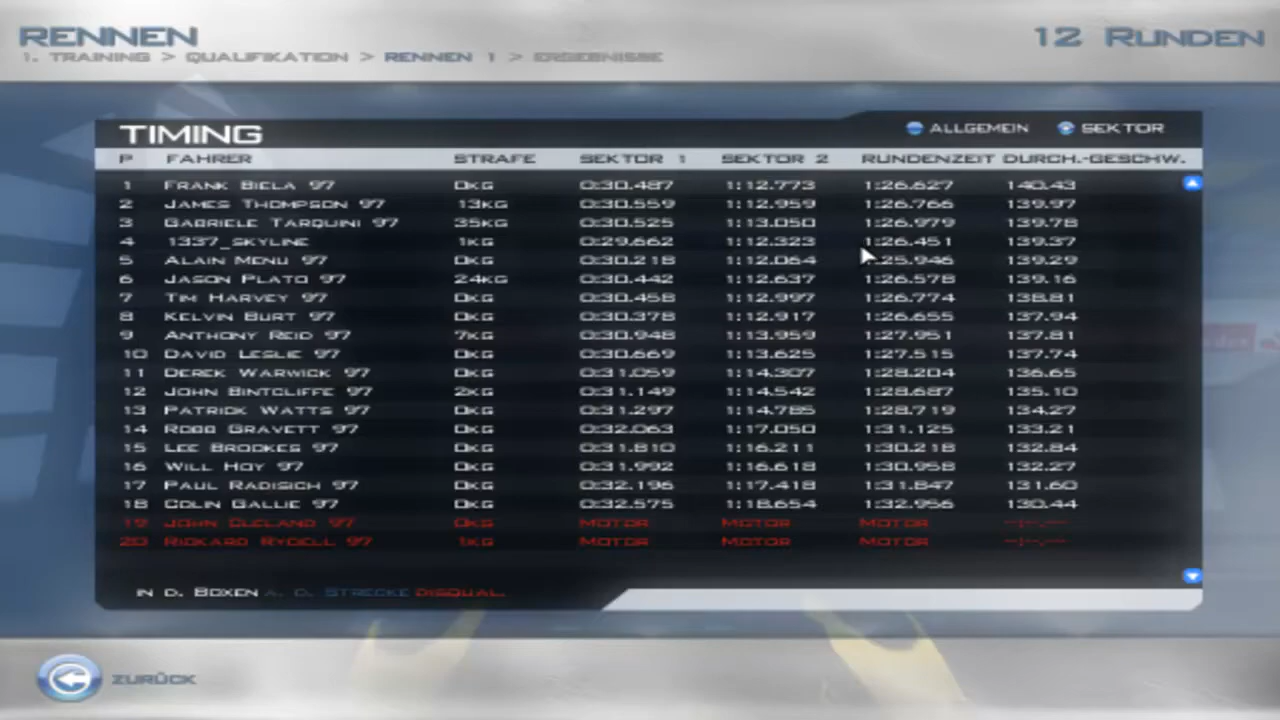 RENNEN
12 RUNDEN
1. TRAINING > QUALIFIKATION > RENNEN 1 > ERGEBNISSE
TIMING
ALLGEMEIN SEKTOR
P FAHRER STRAFE SEKTOR 1 SEKTOR 2 RUNDENZEIT DURCH.-GESCHW.
1 FRANK BIELA 97 0KG 0:30.487 1:12.773 1:26.627 140.43
2 JAMES THOMPSON 97 13KG 0:30.559 1:12.959 1:26.766 139.97
3 GABRIELE TARQUINI 97 35KG 0:30.525 1:13.050 1:26.979 139.78
4 1337_SKYLINE 1KG 0:29.662 1:12.323 1:26.451 139.37
5 ALAIN MENU 97 0KG 0:30.218 1:12.064 1:25.946 139.29
6 JASON PLATO 97 24KG 0:30.442 1:12.637 1:26.578 139.16
7 TIM HARVEY 97 0KG 0:30.458 1:12.997 1:26.774 138.81
8 KELVIN BURT 97 0KG 0:30.378 1:12.917 1:26.655 137.94
9 ANTHONY REID 97 7KG 0:30.948 1:13.959 1:27.951 137.81
10 DAVID LESLIE 97 0KG 0:30.669 1:13.625 1:27.515 137.74
11 DEREK WARWICK 97 0KG 0:31.059 1:14.307 1:28.204 136.65
12 JOHN BINTCLIFFE 97 2KG 0:31.149 1:14.542 1:28.687 135.10
13 PATRICK WATTS 97 0KG 0:31.297 1:14.785 1:28.719 134.27
14 ROBB GRAVETT 97 0KG 0:32.063 1:17.050 1:31.125 133.21
15 LEE BROOKES 97 0KG 0:31.810 1:16.211 1:30.218 132.84
16 WILL HOY 97 0KG 0:31.992 1:16.618 1:30.958 132.27
17 PAUL RADISICH 97 0KG 0:32.196 1:17.418 1:31.847 131.60
18 COLIN GALLIE 97 0KG 0:32.575 1:18.654 1:32.956 130.44
19 JOHN CLELAND 97 0KG MOTOR MOTOR MOTOR --:--.---
20 RICKARD RYDELL 97 1KG MOTOR MOTOR MOTOR --:--.---
IN D. BOXEN A. D. STRECKE DISQUAL.
ZURÜCK